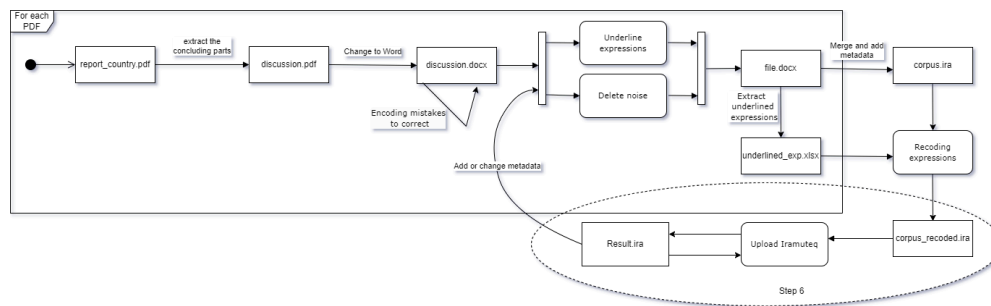 For each
PDF
report_country.pdf
extract the
concluding parts
discussion.pdf
Change to Word
discussion.docx
Encoding mistakes
to correct
Underline
expressions
Delete noise
file.docx
Merge and add
metadata
corpus.ira
Extract
underlined
expressions
underlined_exp.xlsx
Recoding
expressions
Add or change metadata
Result.ira
Upload Iramuteq
corpus_recoded.ira
Step 6